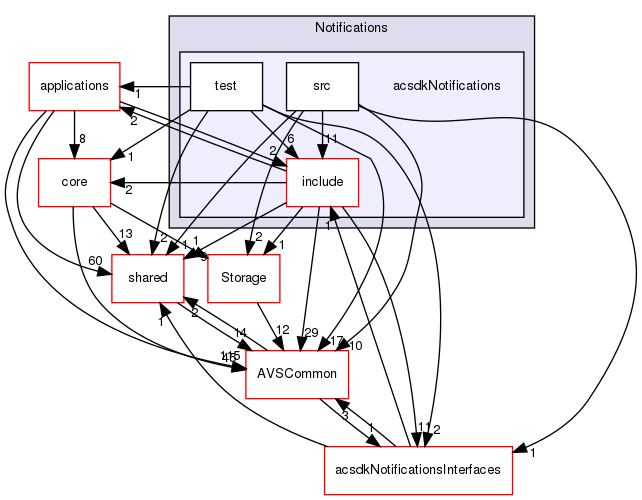 Notifications
applications
test
src
acsdkNotifications
1
2
8
1
6
11
2
core
2
include
13
2
1
1
9
2
1
60
shared
Storage
1
1
2
14
12
29
17
10
45
AVSCommon
3
1
11
2
1
acsdkNotificationsInterfaces